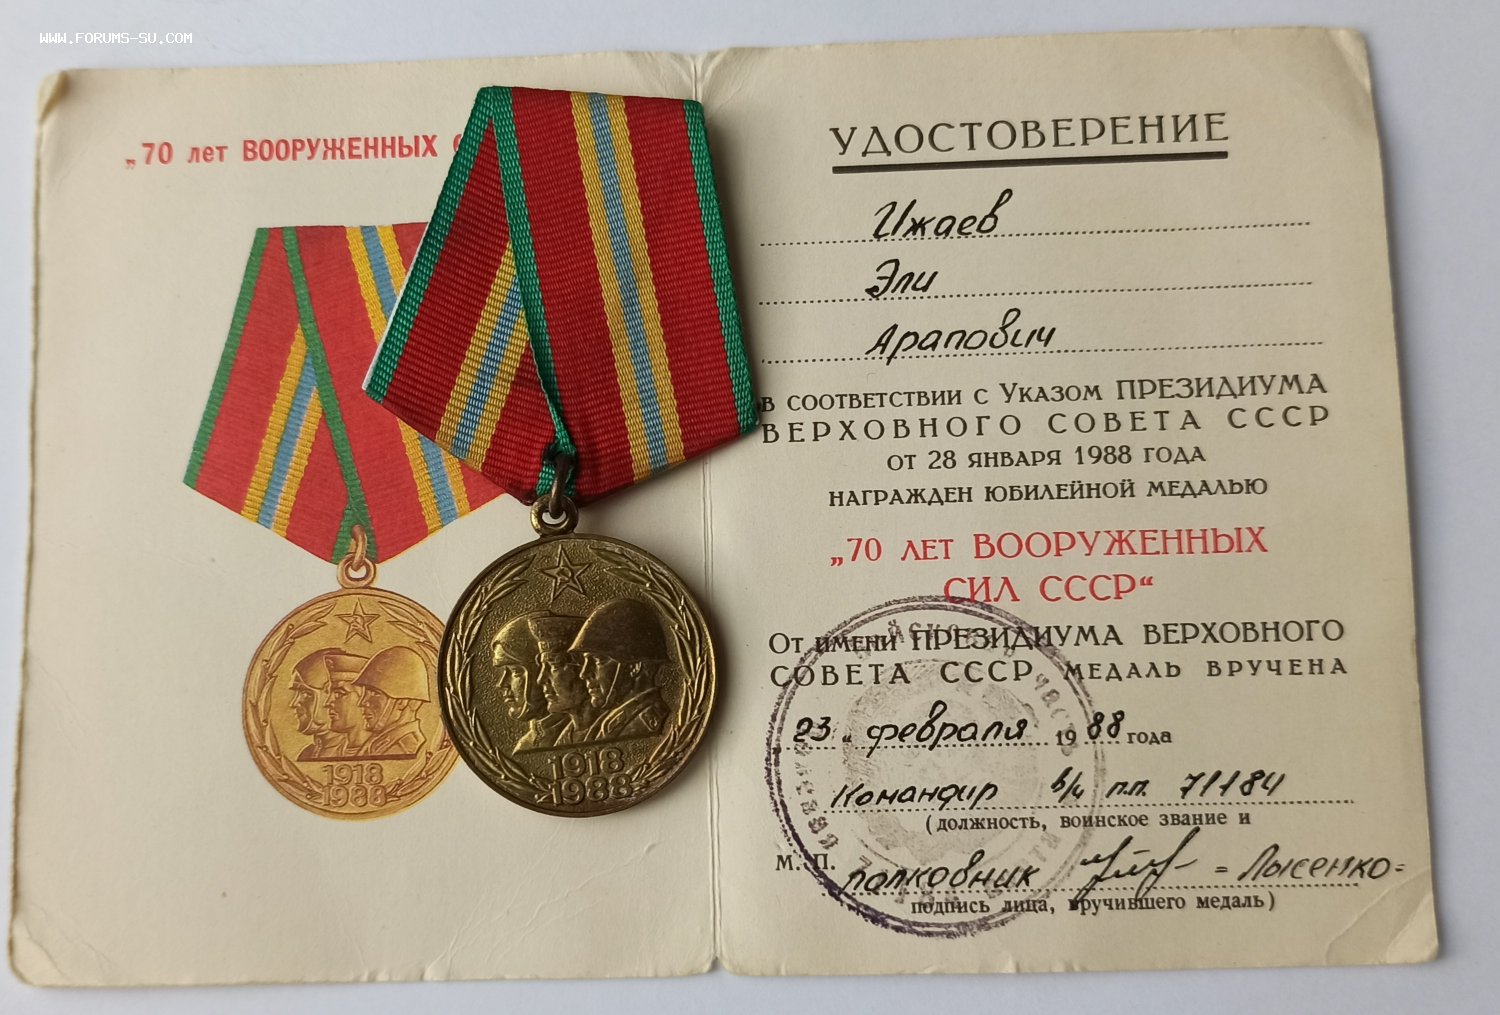 WWW.FORUMS-SU.COM
„70 лет ВООРУЖЕННЫХ
1918
1988
1918
1988
УДОСТОВЕРЕНИЕ
Ижаев
Эли
Арапович
В СООТВЕТСТВИИ С УКАЗОМ ПРЕЗИДИУМА
ВЕРХОВНОГО СОВЕТА СССР
ОТ 28 ЯНВАРЯ 1988 ГОДА
НАГРАЖДЕН ЮБИЛЕЙНОЙ МЕДАЛЬЮ
„70 ЛЕТ ВООРУЖЕННЫХ
СИЛ СССР“
ОТ ИМЕНИ ПРЕЗИДИУМА ВЕРХОВНОГО
СОВЕТА СССР МЕДАЛЬ ВРУЧЕНА
23 „ февраля 1988 года
Командир в/ч п.п. 71184
(должность, воинское звание и
М. П.
полковник = Лысенко =
подпись лица, вручившего медаль)